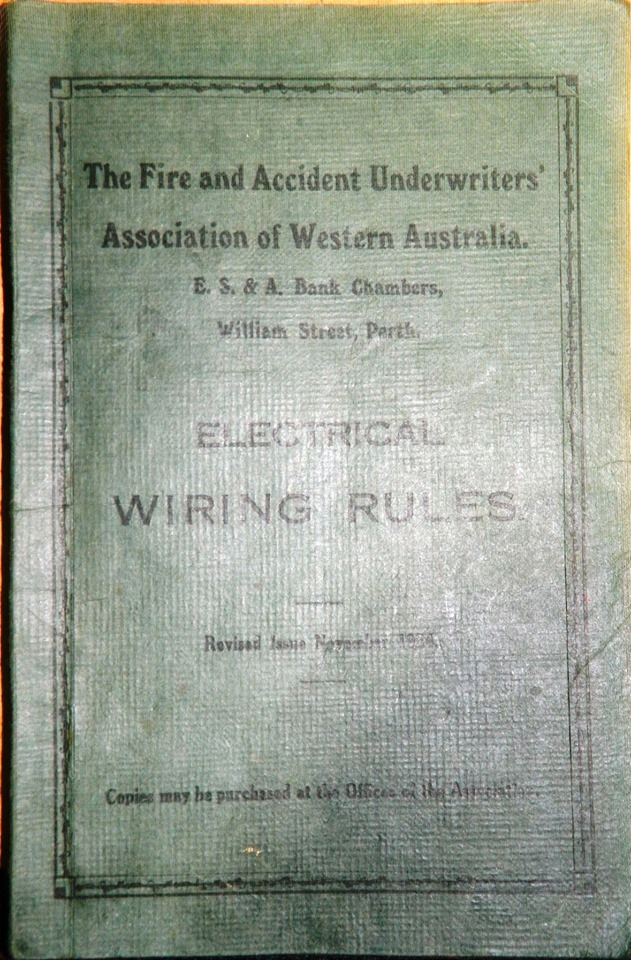 The Fire and Accident Underwriters'
Association of Western Australia.
E. S. & A. Bank Chambers,
William Street, Perth.
ELECTRICAL
WIRING RULES.
Revised Issue November
Copies may be purchased at the Offices of the Association.